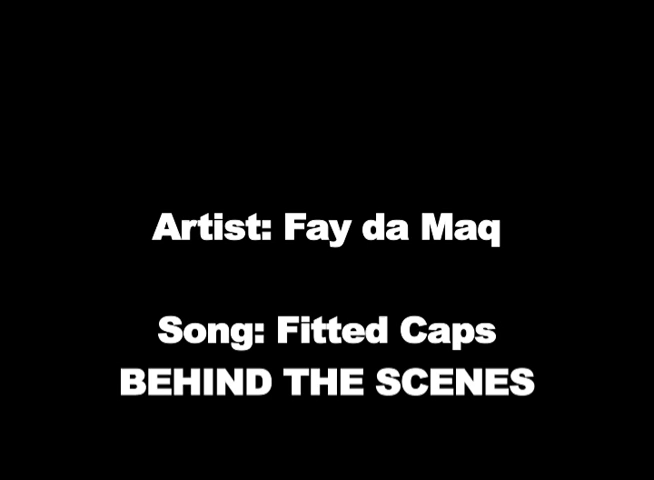 Artist: Fay da Maq
Song: Fitted Caps
BEHIND THE SCENES